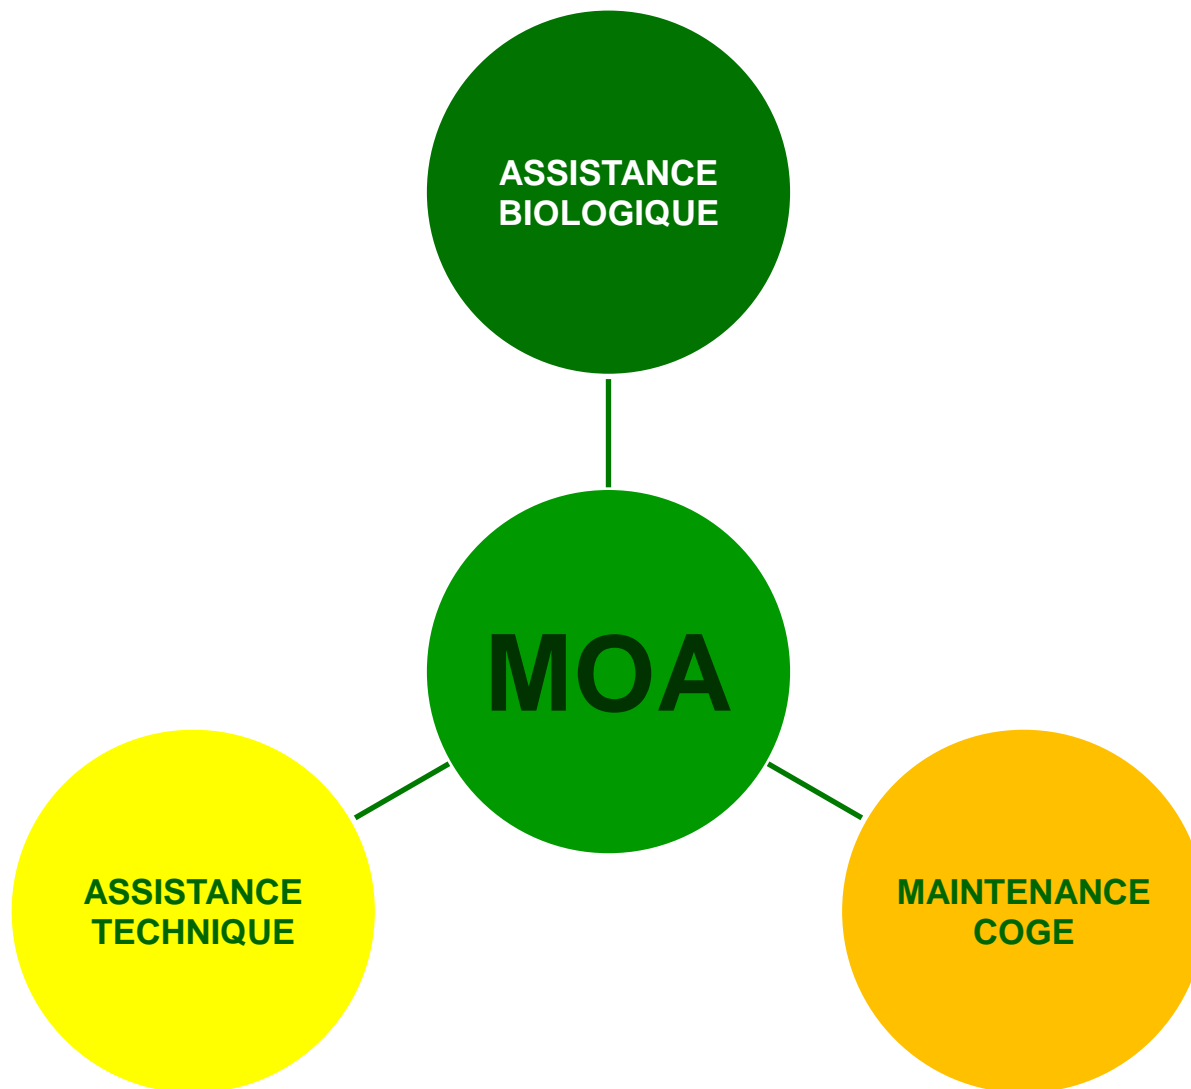 ASSISTANCE
BIOLOGIQUE
MOA
ASSISTANCE
TECHNIQUE
MAINTENANCE
COGE